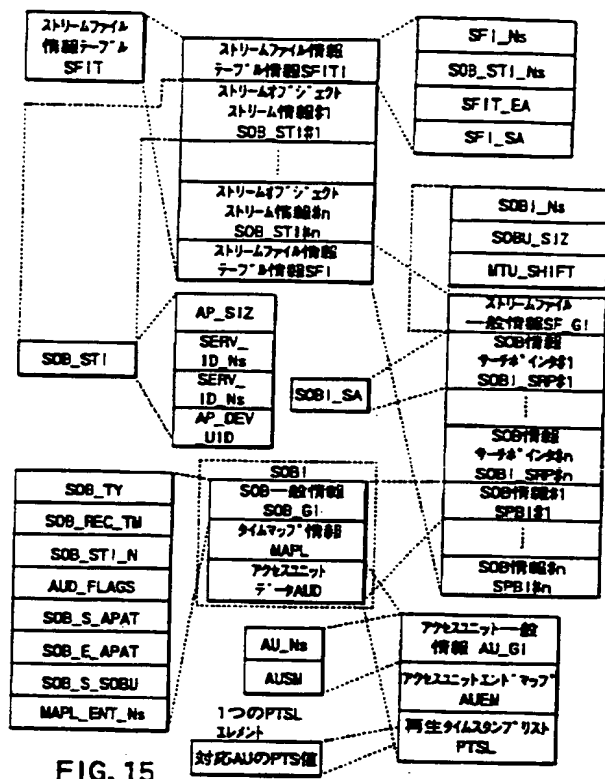 ストリームファイル
情報テーブル
SFIT
ストリームファイル情報
テーブル情報SFITI
ストリームオブジェクト
ストリーム情報$1
SOB_STI$1
ストリームオブジェクト
ストリーム情報$n
SOB_STI$n
ストリームファイル情報
テーブル情報SFI
SFI_Ns
SOB_STI_Ns
SFIT_EA
SFI_SA
SOBI_Ns
SOBU_SIZ
MTU_SHIFT
ストリームファイル
一般情報SF_GI
SOB情報
サーチポインタ$1
SOBI_SRP$1
SOB情報
サーチポインタ$n
SOBI_SRP$n
SOB情報$1
SPBI$1
SOB情報$n
SPBI$n
SOB_STI
AP_SIZ
SERV_
ID_Ns
SERV_
ID_Ns
AP_DEV
_UID
SOBI_SA
SOBI
SOB一般情報
SOB_GI
タイムマップ情報
MAPL
アクセスユニット
データAUD
SOB_TY
SOB_REC_TM
SOB_STI_N
AUD_FLAGS
SOB_S_APAT
SOB_E_APAT
SOB_S_SOBU
MAPL_ENT_Ns
AU_Ns
AUSM
アクセスユニット一般
情報 AU_GI
アクセスユニットエンドマップ
AUEM
再生タイムスタンプリスト
PTSL
1つのPTSL
エレメント
対応AUのPTS値
FIG. 15